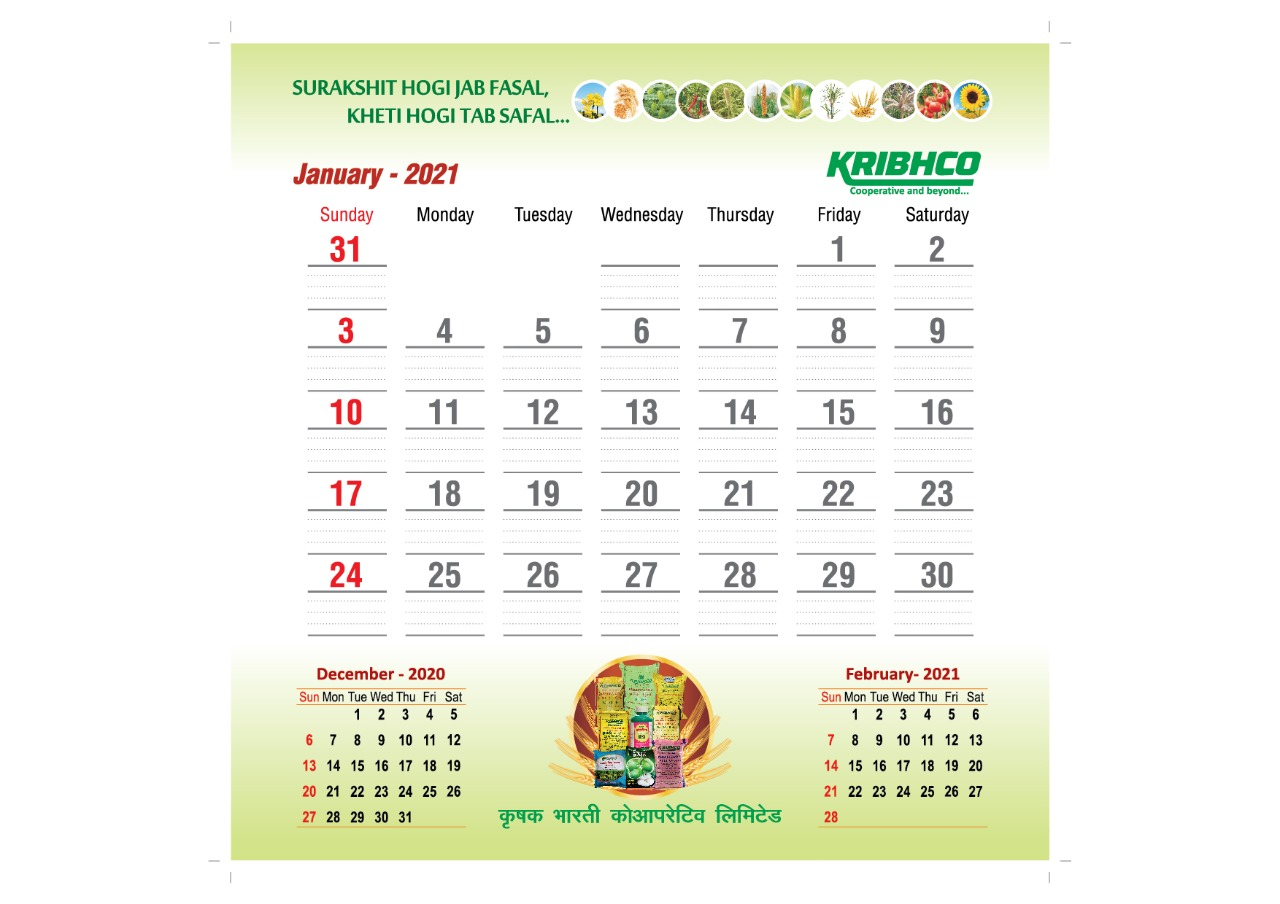 SURAKSHIT HOGI JAB FASAL,
KHETI HOGI TAB SAFAL...
January - 2021
KRIBHCO
Cooperative and beyond...
Sunday Monday Tuesday Wednesday Thursday Friday Saturday
31 1 2
3 4 5 6 7 8 9
10 11 12 13 14 15 16
17 18 19 20 21 22 23
24 25 26 27 28 29 30
December - 2020
Sun Mon Tue Wed Thu Fri Sat
1 2 3 4 5
6 7 8 9 10 11 12
13 14 15 16 17 18 19
20 21 22 23 24 25 26
27 28 29 30 31
कृषक भारती कोआपरेटिव लिमिटेड
February- 2021
Sun Mon Tue Wed Thu Fri Sat
1 2 3 4 5 6
7 8 9 10 11 12 13
14 15 16 17 18 19 20
21 22 23 24 25 26 27
28